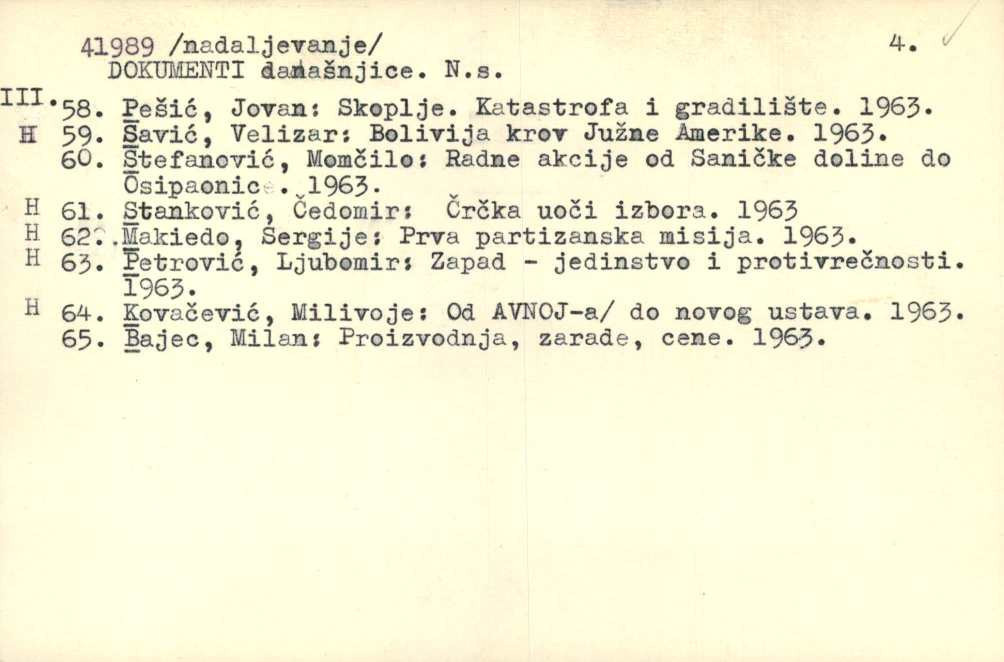 41989 /nadaljevanje/ 4.
DOKUMENTI današnjice. N.s.
III. 58. Pešić, Jovan: Skoplje. Katastrofa i gradilište. 1963.
H 59. Savić, Velizar: Bolivija krov Južne Amerike. 1963.
60. Stefanović, Momčilo: Radne akcije od Saničke doline do
Osipaonice. 1963.
H 61. Stanković, Čedomir: Črčka uoči izbora. 1963
H 62. Makiedo, Sergije: Prva partizanska misija. 1963.
H 63. Petrović, Ljubomir: Zapad - jedinstvo i protivrečnosti.
1963.
H 64. Kovačević, Milivoje: Od AVNOJ-a/ do novog ustava. 1963.
65. Bajec, Milan: Proizvodnja, zarade, cene. 1963.